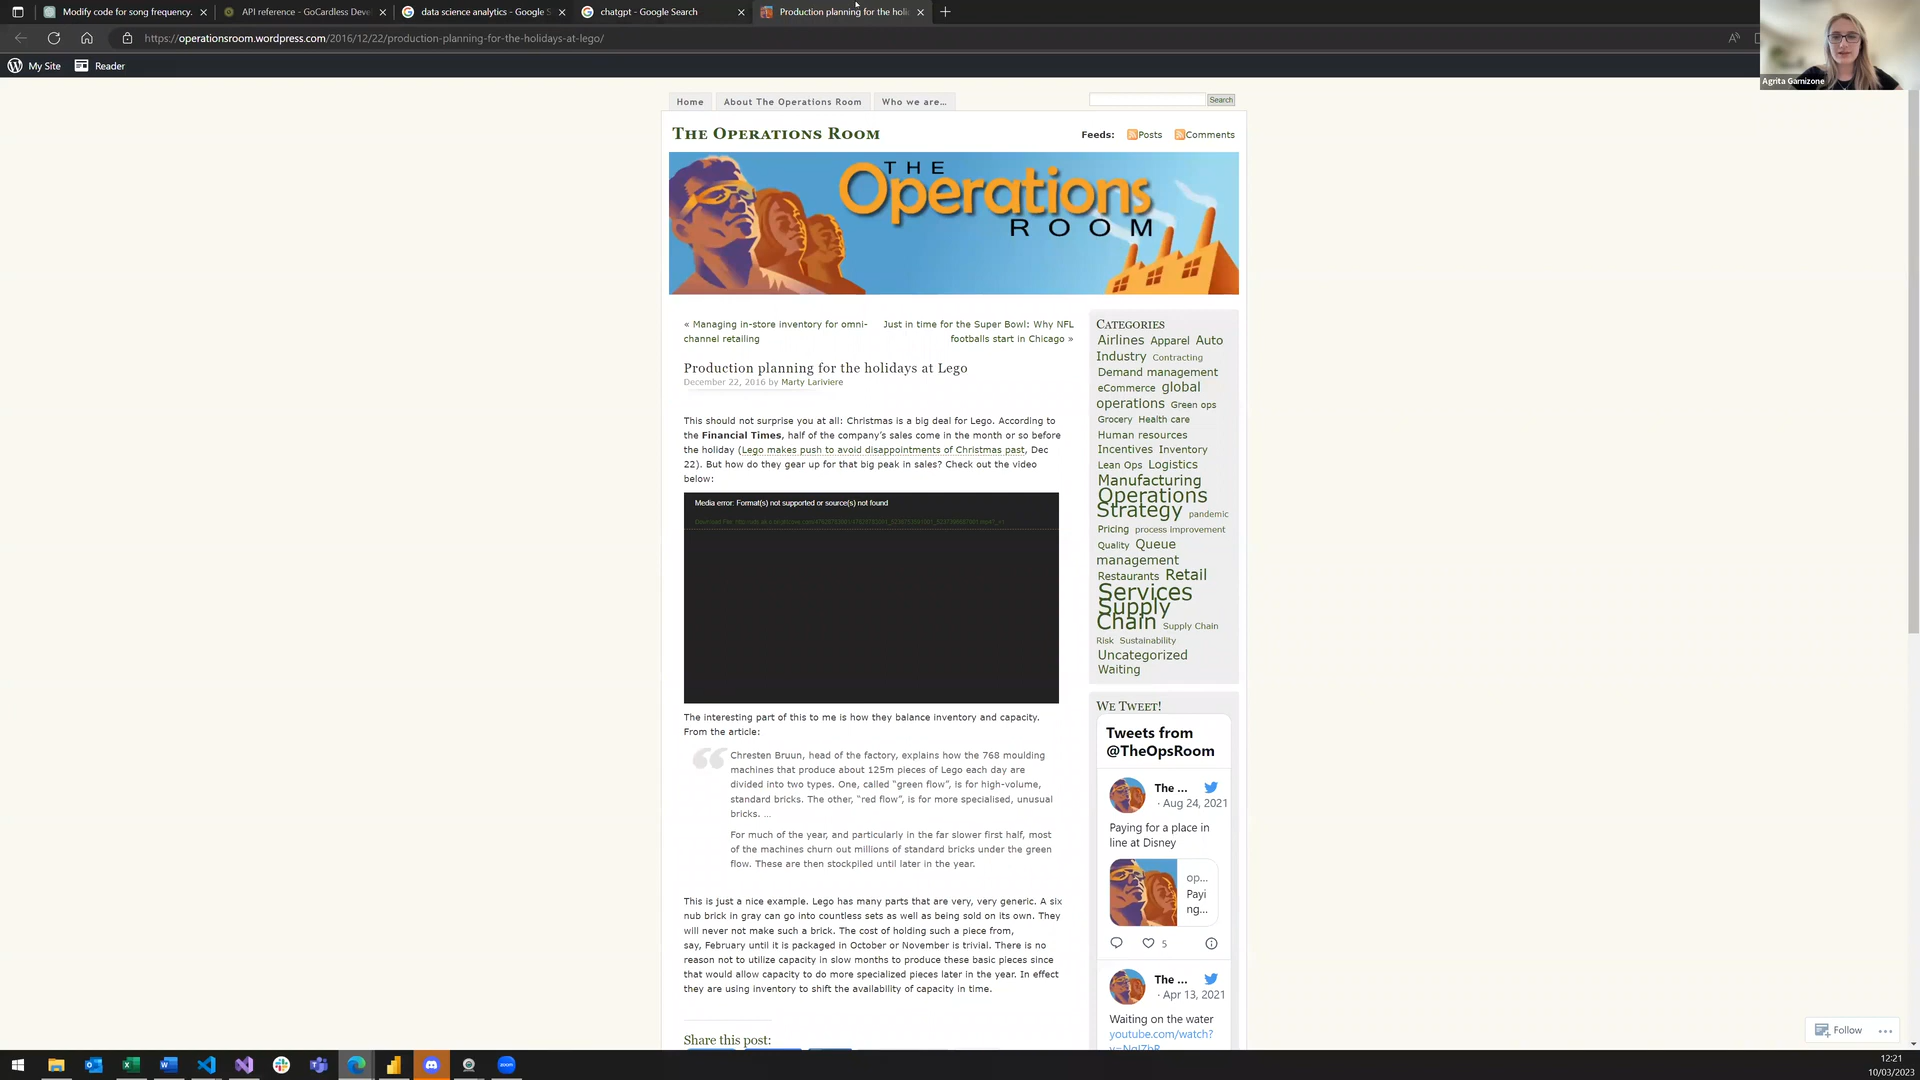 Modify code for song frequency.
API reference - GoCardless Deve
data science analytics - Google S
chatgpt - Google Search
Production planning for the holi
https://operationsroom.wordpress.com/2016/12/22/production-planning-for-the-holidays-at-lego/
My Site
Reader
Agrita Garnizone
Home
About The Operations Room
Who we are…
Search
The Operations Room
Feeds:
Posts
Comments
THE
Operations
ROOM
« Managing in-store inventory for omni-
channel retailing
Just in time for the Super Bowl: Why NFL
footballs start in Chicago »
Production planning for the holidays at Lego
December 22, 2016 by Marty Lariviere
This should not surprise you at all: Christmas is a big deal for Lego. According to
the Financial Times, half of the company's sales come in the month or so before
the holiday (Lego makes push to avoid disappointments of Christmas past, Dec
22). But how do they gear up for that big peak in sales? Check out the video
below:
Media error: Format(s) not supported or source(s) not found
The interesting part of this to me is how they balance inventory and capacity.
From the article:
Chresten Bruun, head of the factory, explains how the 768 moulding
machines that produce about 125m pieces of Lego each day are
divided into two types. One, called “green flow”, is for high-volume,
standard bricks. The other, “red flow”, is for more specialised, unusual
bricks. …
For much of the year, and particularly in the far slower first half, most
of the machines churn out millions of standard bricks under the green
flow. These are then stockpiled until later in the year.
This is just a nice example. Lego has many parts that are very, very generic. A six
nub brick in gray can go into countless sets as well as being sold on its own. They
will never not make such a brick. The cost of holding such a piece from,
say, February until it is packaged in October or November is trivial. There is no
reason not to utilize capacity in slow months to produce these basic pieces since
that would allow capacity to do more specialized pieces later in the year. In effect
they are using inventory to shift the availability of capacity in time.
Share this post:
Categories
Airlines Apparel Auto
Industry Contracting
Demand management
eCommerce global
operations Green ops
Grocery Health care
Human resources
Incentives Inventory
Lean Ops Logistics
Manufacturing
Operations
Strategy pandemic
Pricing process improvement
Quality Queue
management
Restaurants Retail
Services
Supply
Chain Supply Chain
Risk Sustainability
Uncategorized
Waiting
We Tweet!
Tweets from
@TheOpsRoom
The ...
· Aug 24, 2021
Paying for a place in
line at Disney
op...
Payi
ng...
5
The ...
· Apr 13, 2021
Waiting on the water
youtube.com/watch?
Follow
12:21
10/03/2023